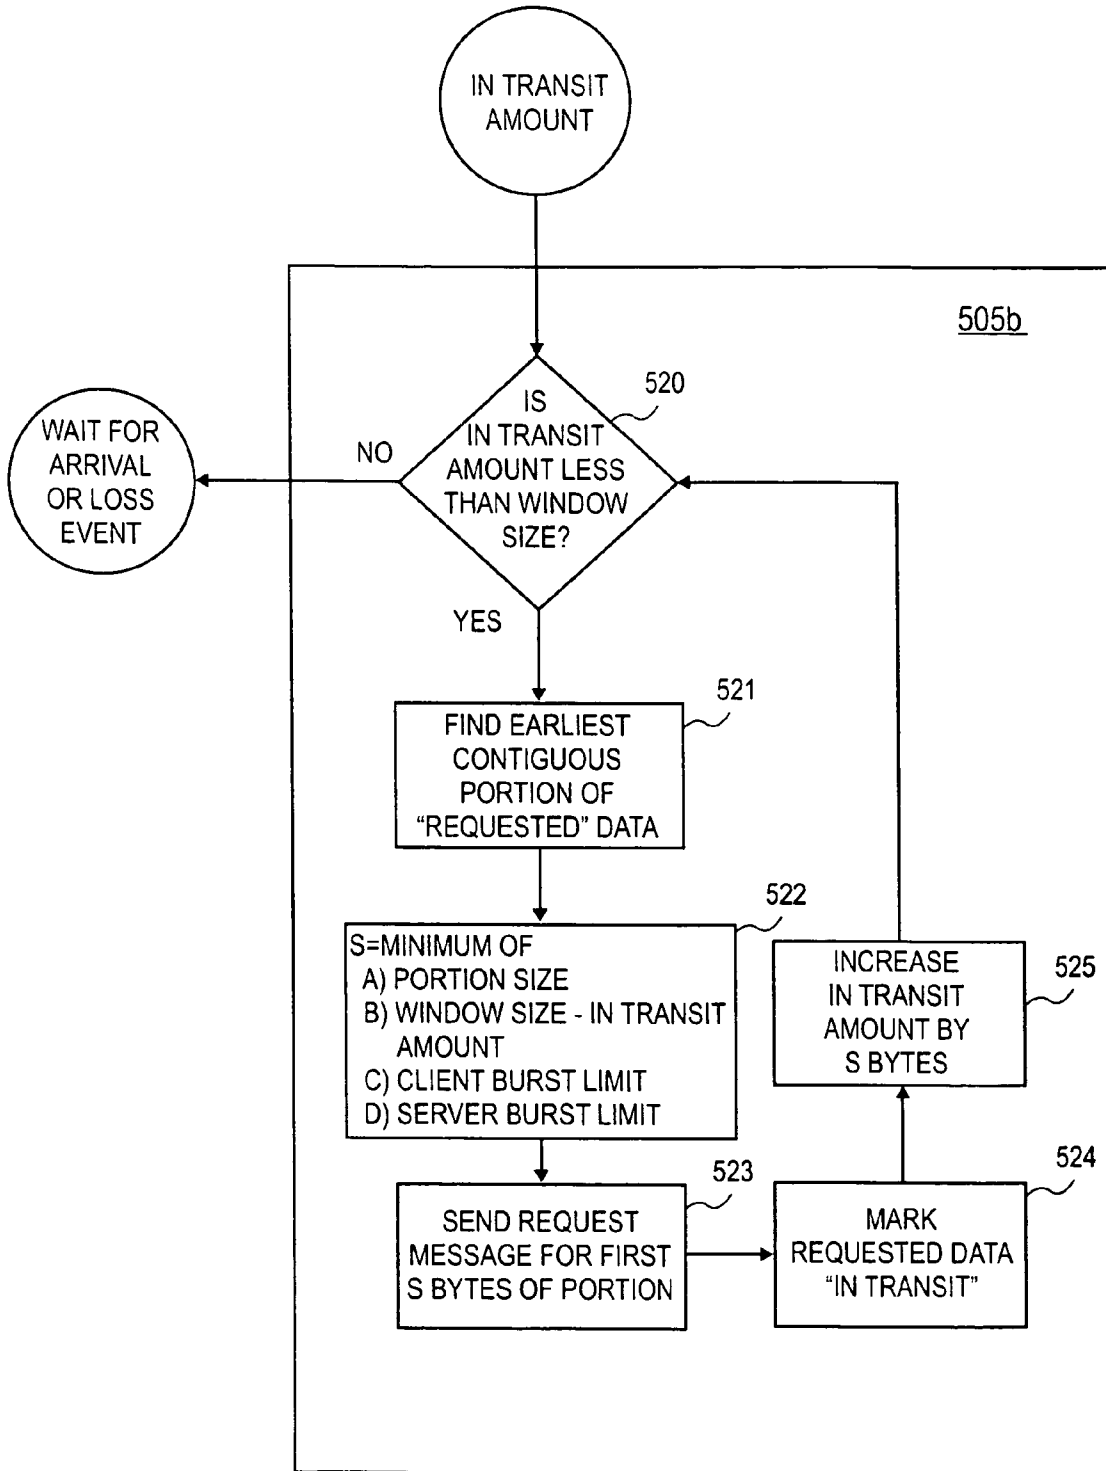 IN TRANSIT
AMOUNT
505b
520
IS
IN TRANSIT
AMOUNT LESS
THAN WINDOW
SIZE?
NO
WAIT FOR
ARRIVAL
OR LOSS
EVENT
YES
521
FIND EARLIEST
CONTIGUOUS
PORTION OF
“REQUESTED” DATA
522
S=MINIMUM OF
A) PORTION SIZE
B) WINDOW SIZE - IN TRANSIT
AMOUNT
C) CLIENT BURST LIMIT
D) SERVER BURST LIMIT
523
SEND REQUEST
MESSAGE FOR FIRST
S BYTES OF PORTION
524
MARK
REQUESTED DATA
“IN TRANSIT”
525
INCREASE
IN TRANSIT
AMOUNT BY
S BYTES